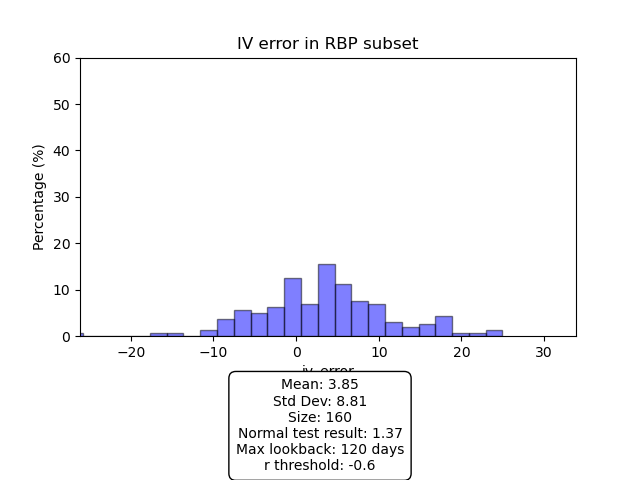 IV error in RBP subset
60
50
40
30
20
10
0
Percentage (%)
−20
−10
0
10
20
30
iv_error
Mean: 3.85
Std Dev: 8.81
Size: 160
Normal test result: 1.37
Max lookback: 120 days
r threshold: -0.6